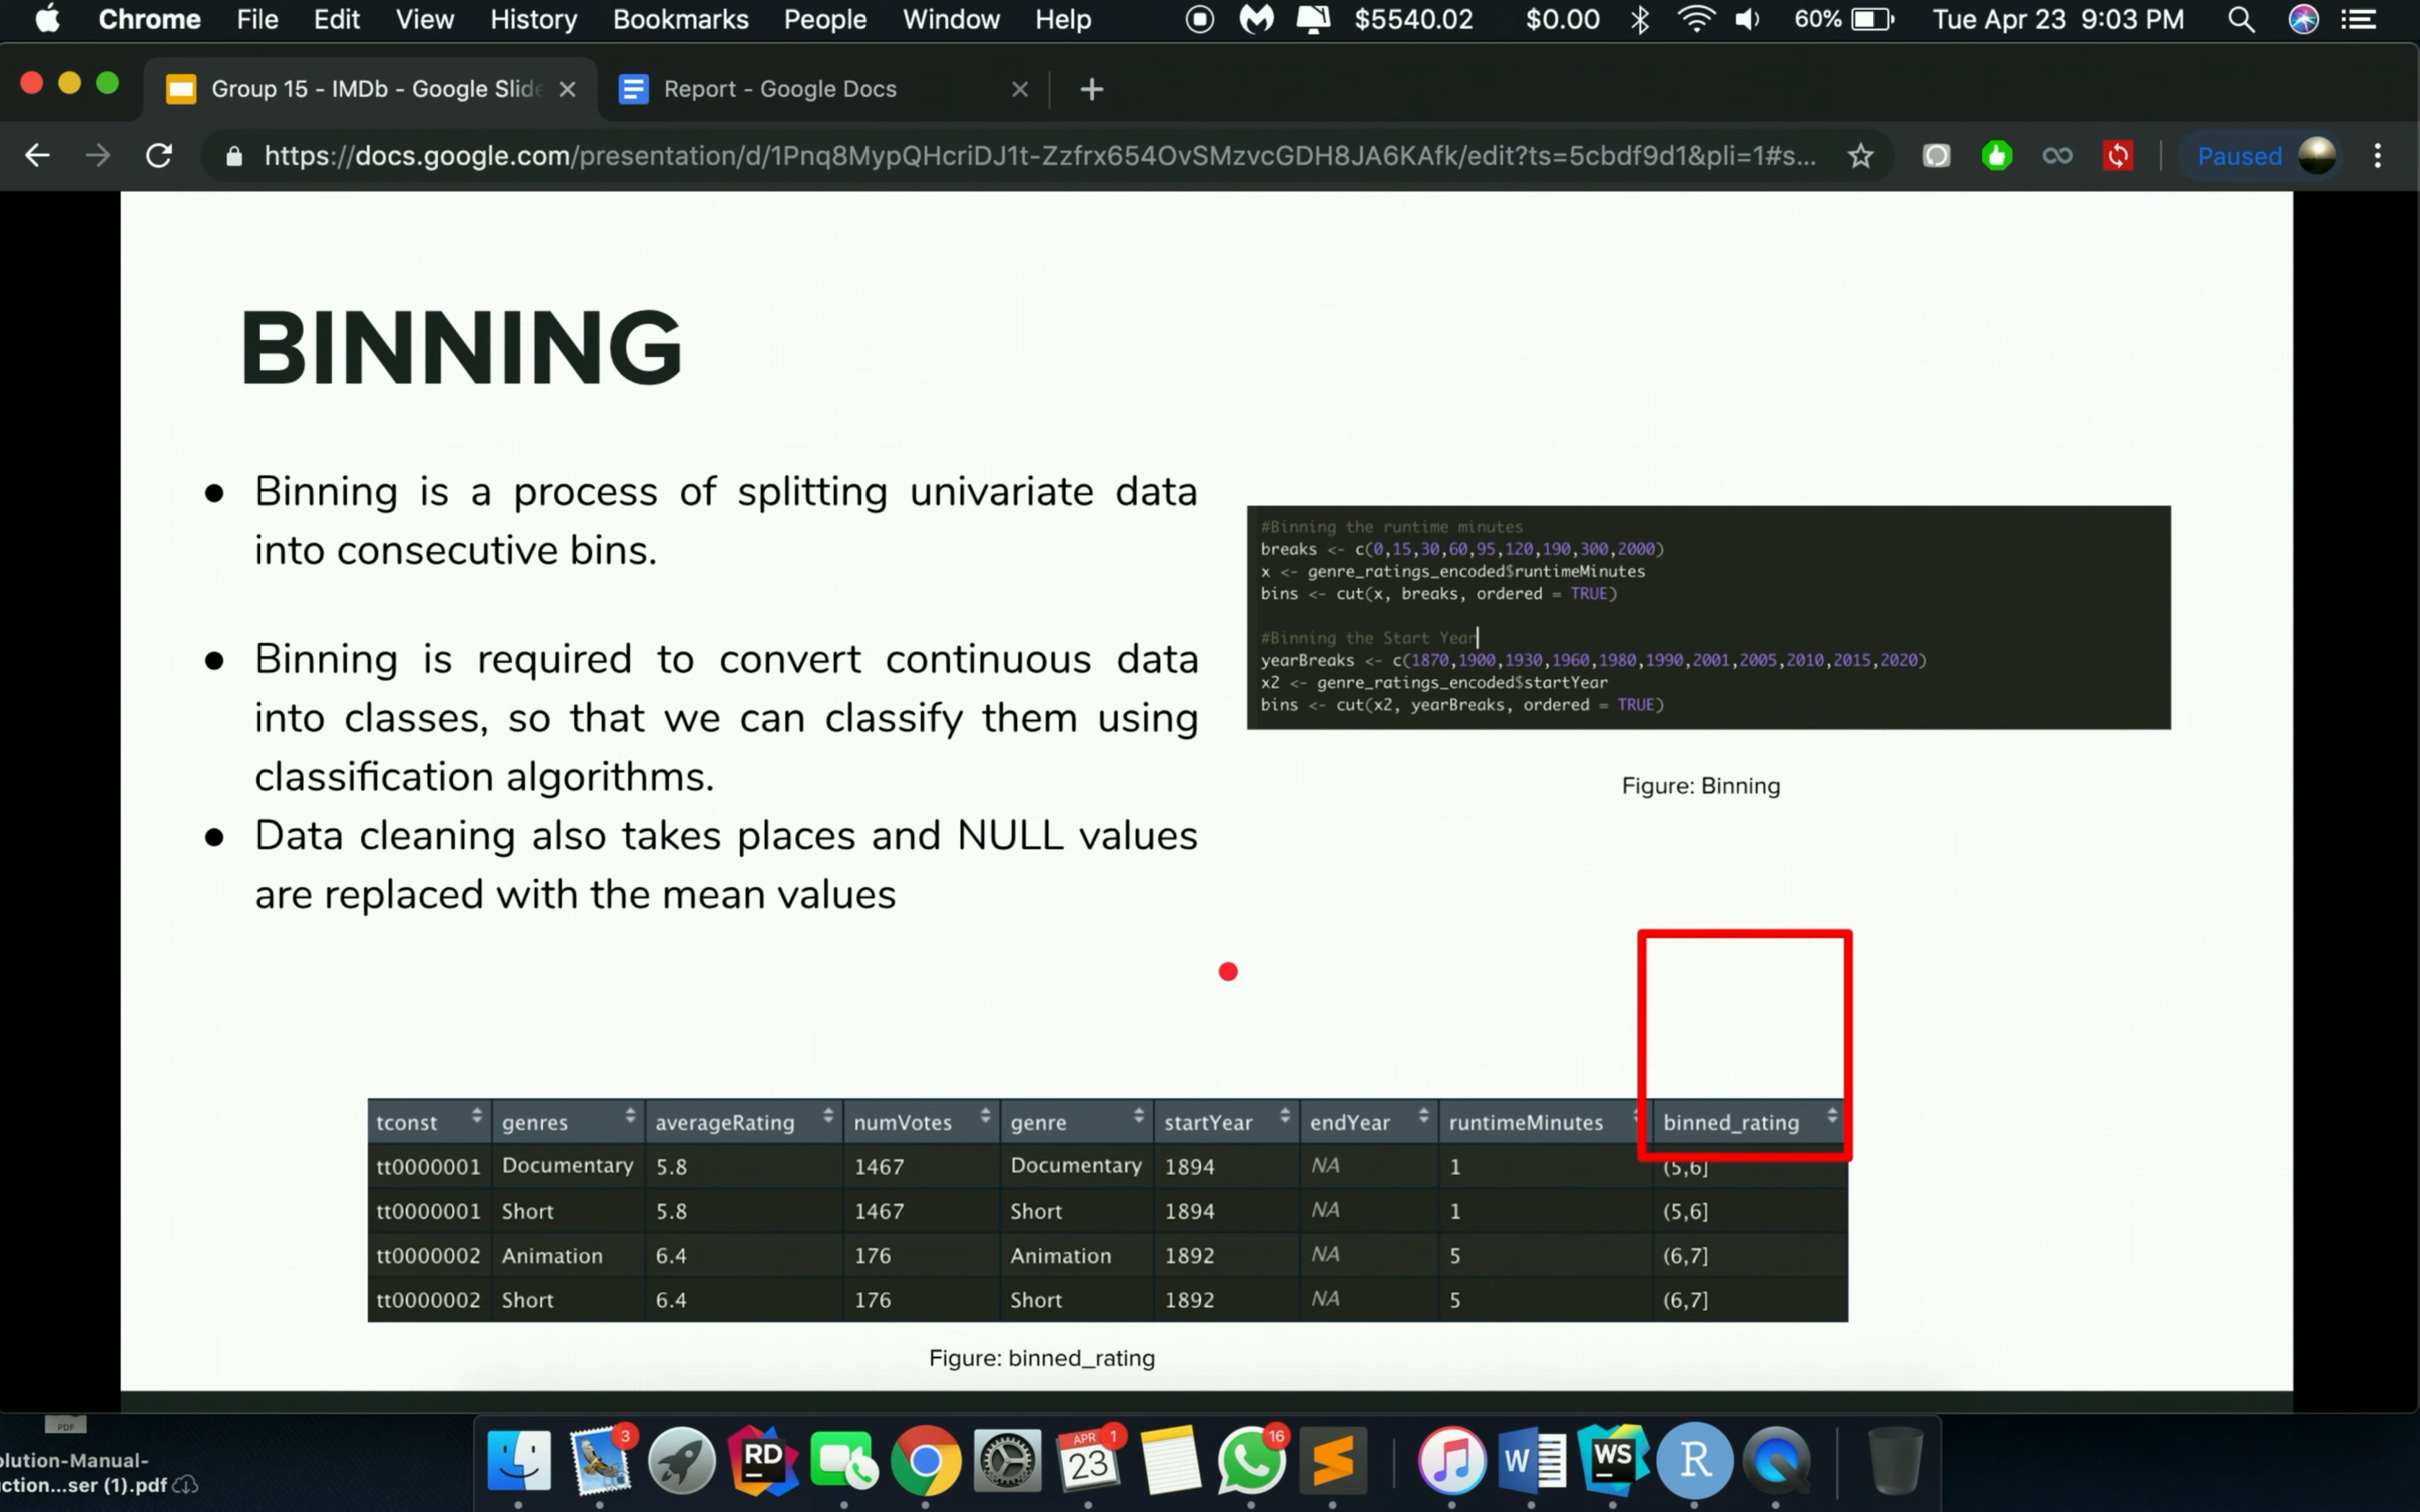 Chrome File Edit View History Bookmarks People Window Help $5540.02 $0.00 60% Tue Apr 23 9:03 PM
Group 15 - IMDb - Google Slide
Report - Google Docs
https://docs.google.com/presentation/d/1Pnq8MypQHcriDJ1t-Zzfrx654OvSMzvcGDH8JA6KAfk/edit?ts=5cbdf9d1&pli=1#s...
Paused
BINNING
● Binning is a process of splitting univariate data
into consecutive bins.
● Binning is required to convert continuous data
into classes, so that we can classify them using
classification algorithms.
● Data cleaning also takes places and NULL values
are replaced with the mean values
#Binning the runtime minutes
breaks <- c(0,15,30,60,95,120,190,300,2000)
x <- genre_ratings_encoded$runtimeMinutes
bins <- cut(x, breaks, ordered = TRUE)
#Binning the Start Year
yearBreaks <- c(1870,1900,1930,1960,1980,1990,2001,2005,2010,2015,2020)
x2 <- genre_ratings_encoded$startYear
bins <- cut(x2, yearBreaks, ordered = TRUE)
Figure: Binning
tconst genres averageRating numVotes genre startYear endYear runtimeMinutes binned_rating
tt0000001 Documentary 5.8 1467 Documentary 1894 NA 1 (5,6]
tt0000001 Short 5.8 1467 Short 1894 NA 1 (5,6]
tt0000002 Animation 6.4 176 Animation 1892 NA 5 (6,7]
tt0000002 Short 6.4 176 Short 1892 NA 5 (6,7]
Figure: binned_rating
PDF
olution-Manual-
ction...ser (1).pdf
3
RD
APR
23
1
16
W
WS
R